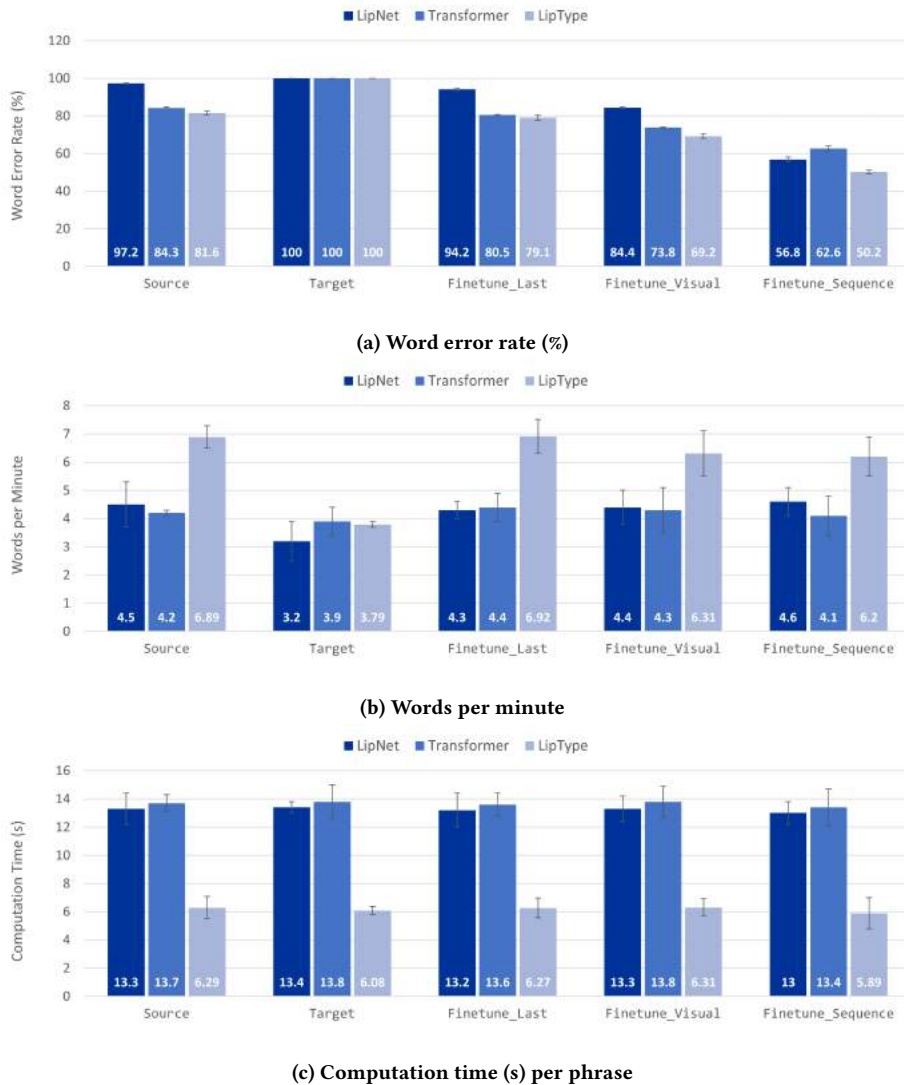 LipNet Transformer LipType
120
100
80
60
40
20
0
Word Error Rate (%)
97.2 84.3 81.6 100 100 100 94.2 80.5 79.1 84.4 73.8 69.2 56.8 62.6 50.2
Source Target Finetune_Last Finetune_Visual Finetune_Sequence
(a) Word error rate (%)
LipNet Transformer LipType
8
7
6
5
4
3
2
1
0
Words per Minute
4.5 4.2 6.89 3.2 3.9 3.79 4.3 4.4 6.92 4.4 4.3 6.31 4.6 4.1 6.2
Source Target Finetune_Last Finetune_Visual Finetune_Sequence
(b) Words per minute
LipNet Transformer LipType
16
14
12
10
8
6
4
2
0
Computation Time (s)
13.3 13.7 6.29 13.4 13.8 6.08 13.2 13.6 6.27 13.3 13.8 6.31 13 13.4 5.89
Source Target Finetune_Last Finetune_Visual Finetune_Sequence
(c) Computation time (s) per phrase